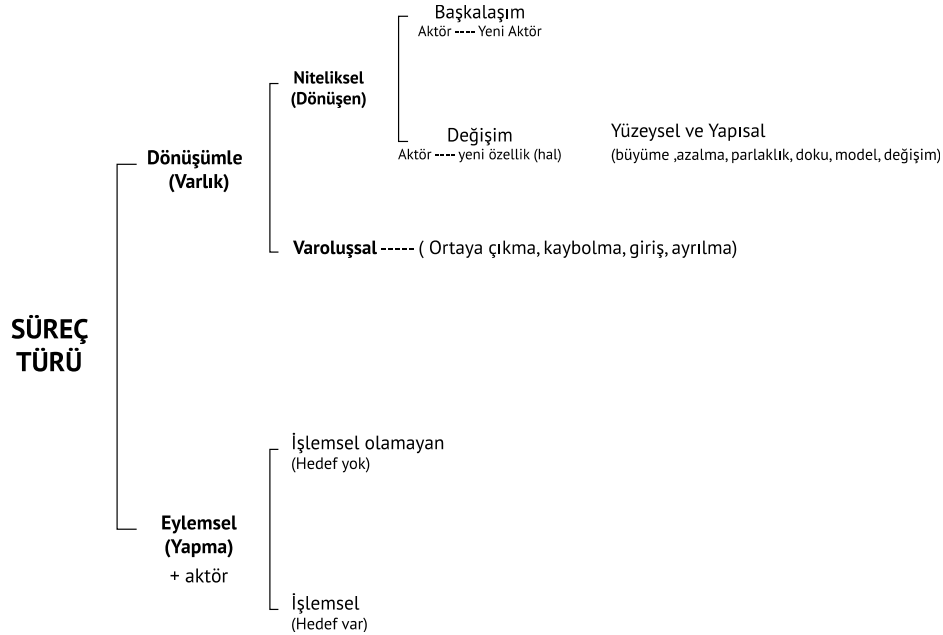 Başkalaşım
Aktör ---- Yeni Aktör
Niteliksel
(Dönüşen)
Değişim
Aktör ---- yeni özellik (hal)
Yüzeysel ve Yapısal
(büyüme ,azalma, parlaklık, doku, model, değişim)
Dönüşümle
(Varlık)
Varoluşsal ----- ( Ortaya çıkma, kaybolma, giriş, ayrılma)
SÜREÇ
TÜRÜ
İşlemsel olamayan
(Hedef yok)
Eylemsel
(Yapma)
+ aktör
İşlemsel
(Hedef var)